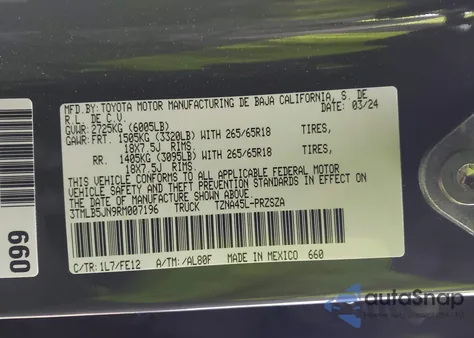 MFD.BY: TOYOTA MOTOR MANUFACTURING DE BAJA CALIFORNIA, S. DE
R.L. DE C.V. 03/24
GVWR: 2725KG (6005LB)
GAWR: FRT. 1505KG (3320LB) WITH 265/65R18 TIRES,
18X7.5J RIMS
RR. 1405KG (3095LB) WITH 265/65R18 TIRES,
18X7.5J RIMS
THIS VEHICLE CONFORMS TO ALL APPLICABLE FEDERAL MOTOR
VEHICLE SAFETY AND THEFT PREVENTION STANDARDS IN EFFECT ON
THE DATE OF MANUFACTURE SHOWN ABOVE.
3TMLB5JN9RM007196 TRUCK TZNA45L-PRZSZA
C/TR: 1L7/FE12 A/TM: /AL80F MADE IN MEXICO 660
099
autoSnap